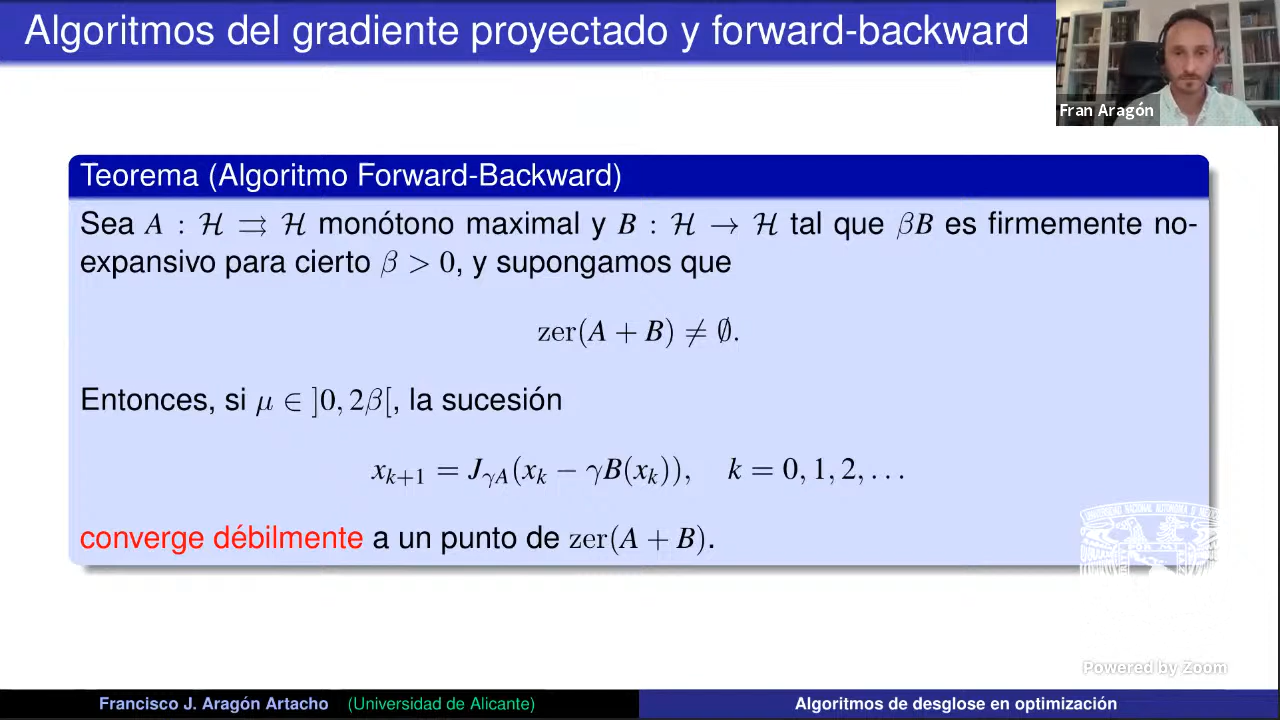 Algoritmos del gradiente proyectado y forward-backward
Fran Aragón
Teorema (Algoritmo Forward-Backward)
Sea A : ℋ ⇉ ℋ monótono maximal y B : ℋ → ℋ tal que βB es firmemente no-
expansivo para cierto β > 0, y supongamos que
zer(A + B) ≠ ∅.
Entonces, si μ ∈ ]0, 2β[, la sucesión
xₖ₊₁ = J_{γA}(xₖ − γB(xₖ)), k = 0, 1, 2, . . .
converge débilmente a un punto de zer(A + B).
Powered by Zoom
Francisco J. Aragón Artacho (Universidad de Alicante)
Algoritmos de desglose en optimización